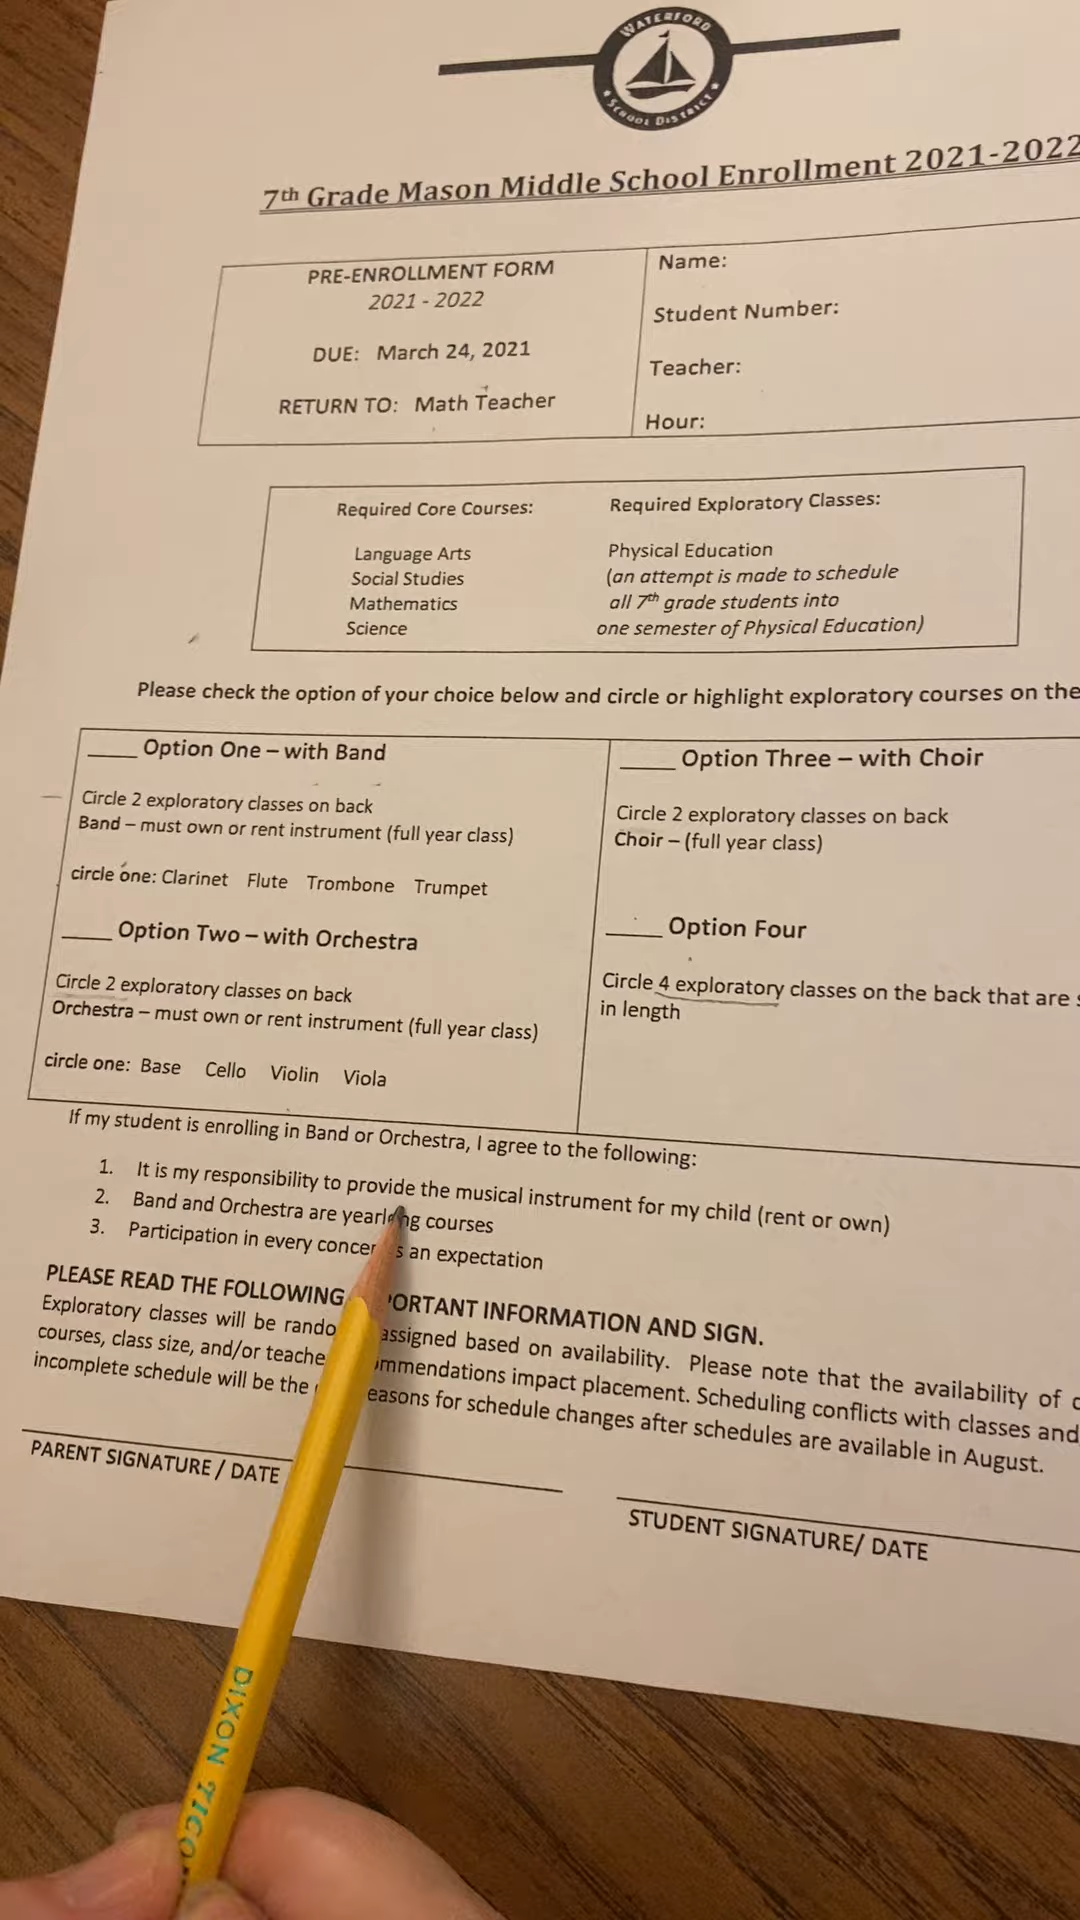 WATERFORD
SCHOOL DISTRICT
7th Grade Mason Middle School Enrollment 2021-2022
PRE-ENROLLMENT FORM
2021 - 2022
DUE: March 24, 2021
RETURN TO: Math Teacher
Name:
Student Number:
Teacher:
Hour:
Required Core Courses:
Language Arts
Social Studies
Mathematics
Science
Required Exploratory Classes:
Physical Education
(an attempt is made to schedule
all 7th grade students into
one semester of Physical Education)
Please check the option of your choice below and circle or highlight exploratory courses on the
____ Option One – with Band
Circle 2 exploratory classes on back
Band – must own or rent instrument (full year class)
circle one: Clarinet Flute Trombone Trumpet
____ Option Two – with Orchestra
Circle 2 exploratory classes on back
Orchestra – must own or rent instrument (full year class)
circle one: Base Cello Violin Viola
____ Option Three – with Choir
Circle 2 exploratory classes on back
Choir – (full year class)
____ Option Four
Circle 4 exploratory classes on the back that are
in length
If my student is enrolling in Band or Orchestra, I agree to the following:
1. It is my responsibility to provide the musical instrument for my child (rent or own)
2. Band and Orchestra are yearlong courses
3. Participation in every an expectation
PLEASE READ THE FOLLOWING IMPORTANT INFORMATION AND SIGN.
Exploratory classes will be assigned based on availability. Please note that the availability of
courses, class size, and/or impact placement. Scheduling conflicts with classes and
incomplete schedule will be the for schedule changes after schedules are available in August.
PARENT SIGNATURE / DATE
STUDENT SIGNATURE/ DATE
DIXON